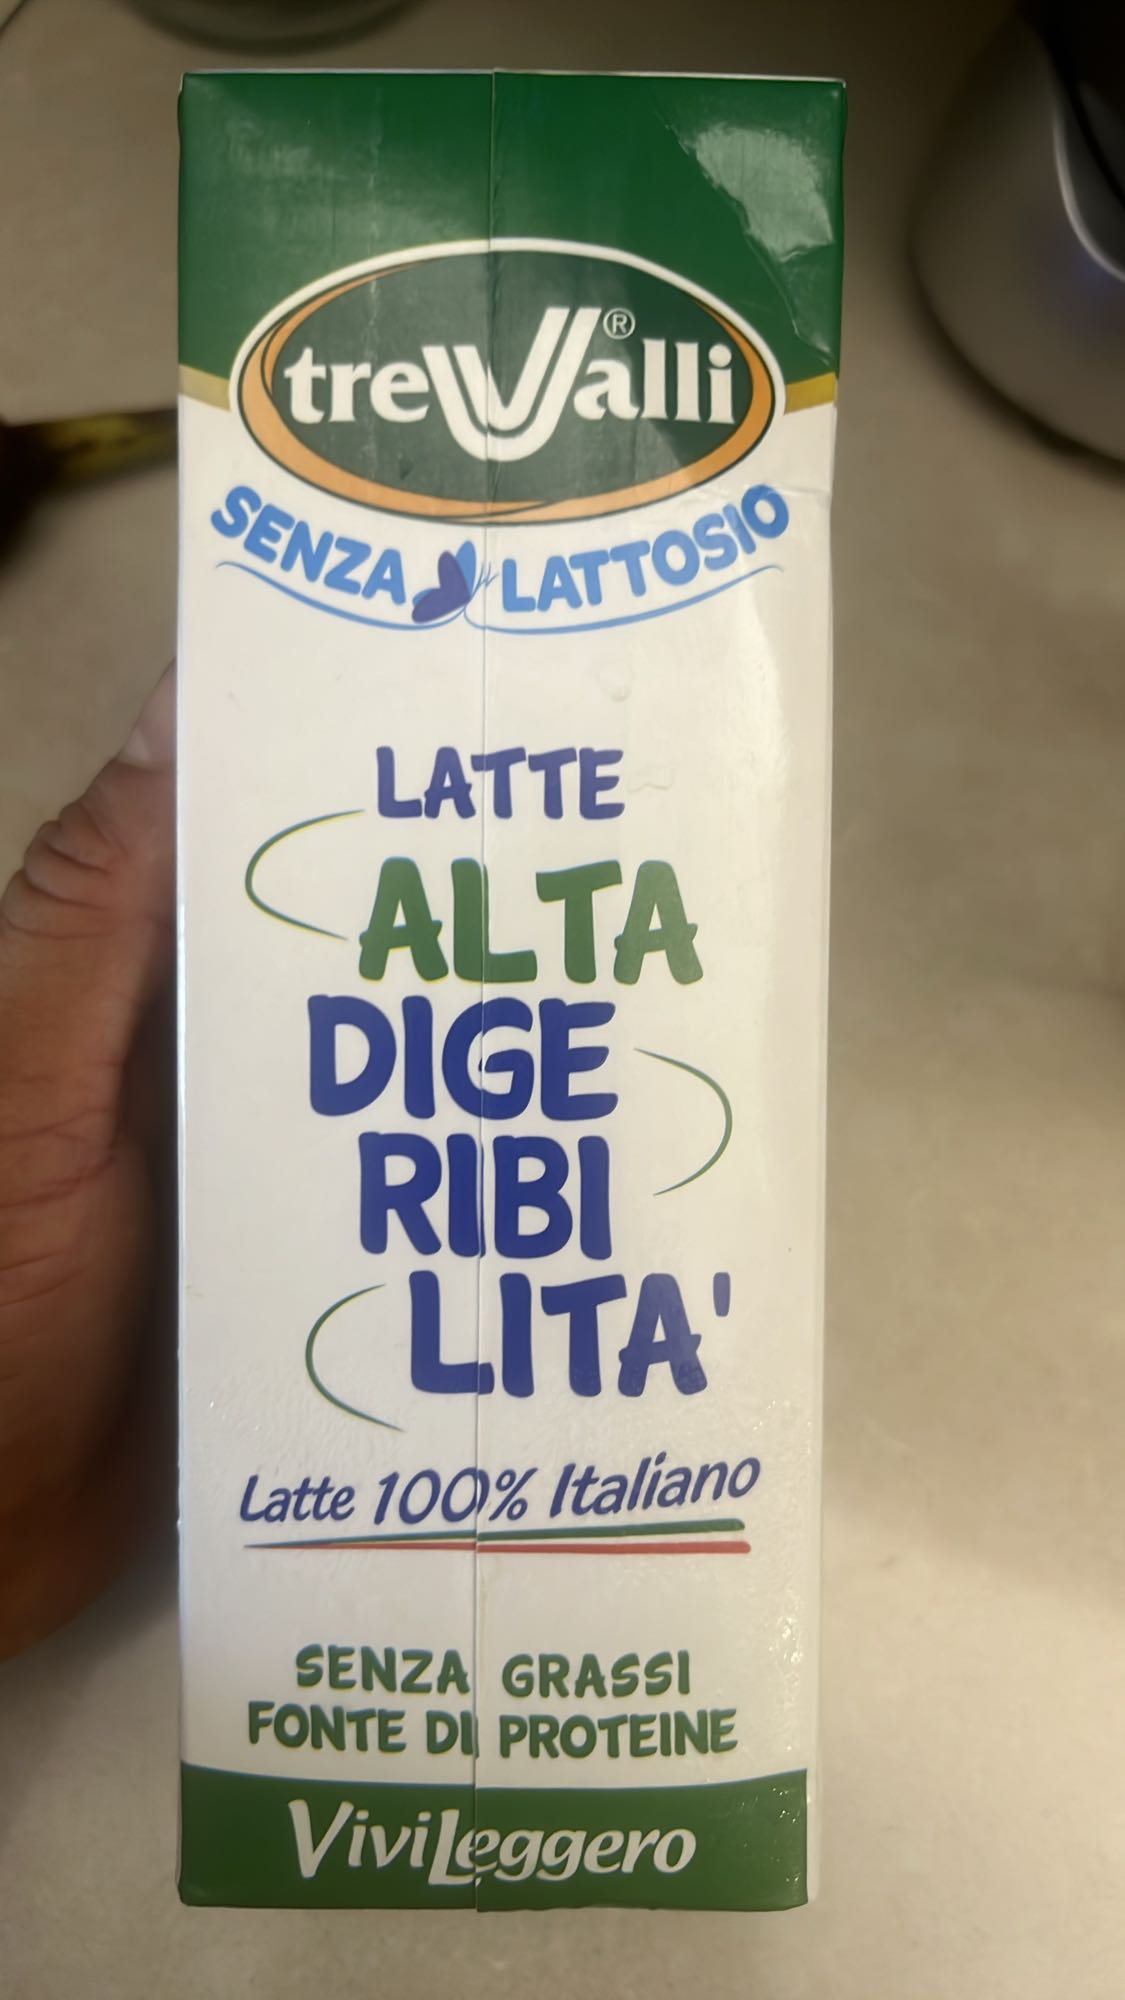 treValli®
SENZA LATTOSIO
LATTE
ALTA
DIGE
RIBI
LITA'
Latte 100% Italiano
SENZA GRASSI
FONTE DI PROTEINE
ViviLeggero